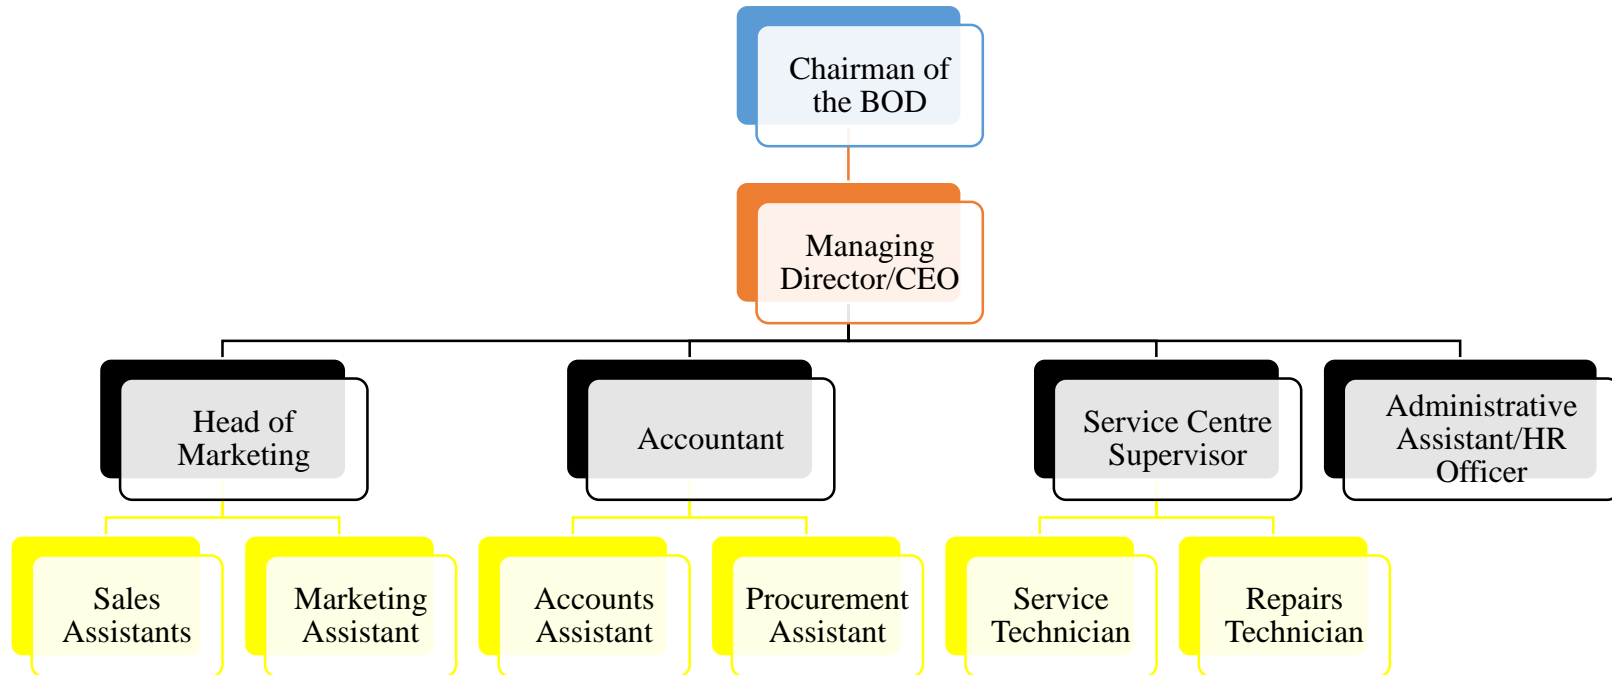 Chairman of
the BOD
Managing
Director/CEO
Head of
Marketing
Accountant
Service Centre
Supervisor
Administrative
Assistant/HR
Officer
Sales
Assistants
Marketing
Assistant
Accounts
Assistant
Procurement
Assistant
Service
Technician
Repairs
Technician